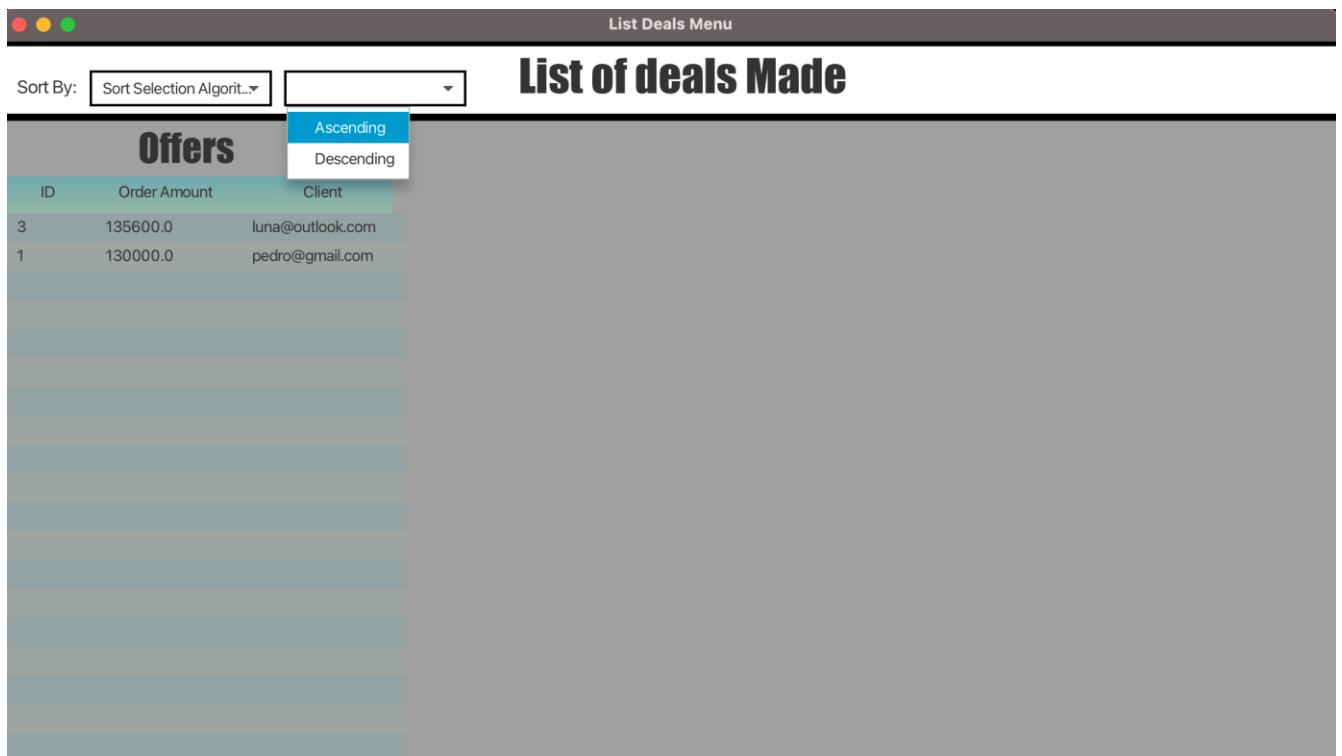 List Deals Menu
List of deals Made
Sort By: Sort Selection Algorit...
Ascending
Descending
Offers
ID Order Amount Client
3 135600.0 luna@outlook.com
1 130000.0 pedro@gmail.com